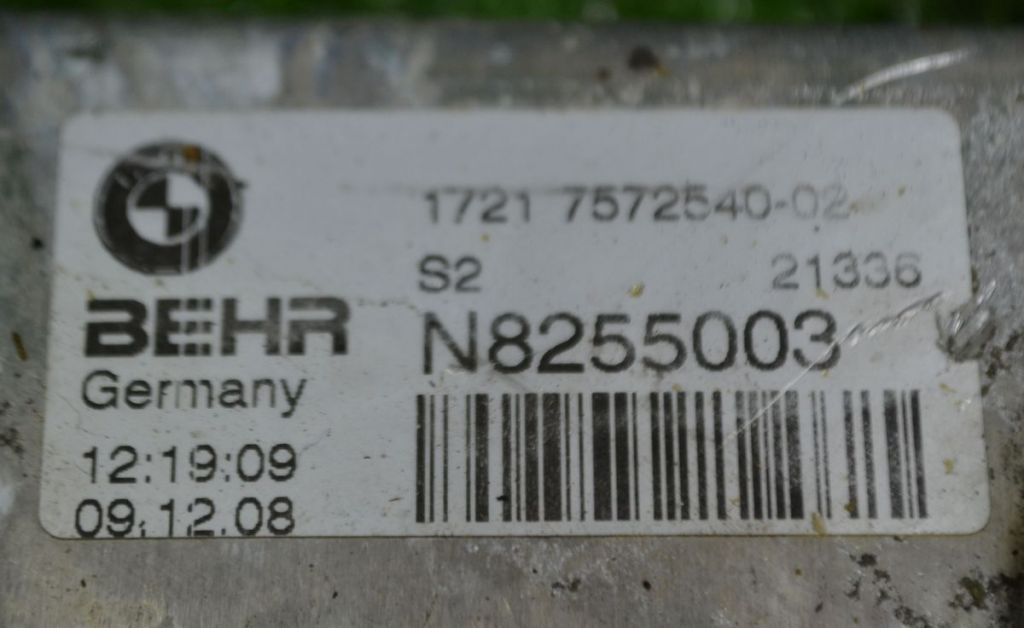 1721 7572540-02
S2 21336
BEHR
N8255003
Germany
12:19:09
09.12.08